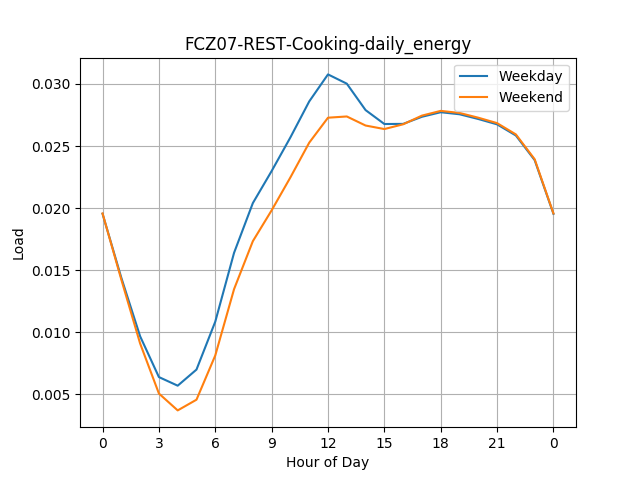 FCZ07-REST-Cooking-daily_energy
Weekday
Weekend
Load
0.030
0.025
0.020
0.015
0.010
0.005
0 3 6 9 12 15 18 21 0
Hour of Day